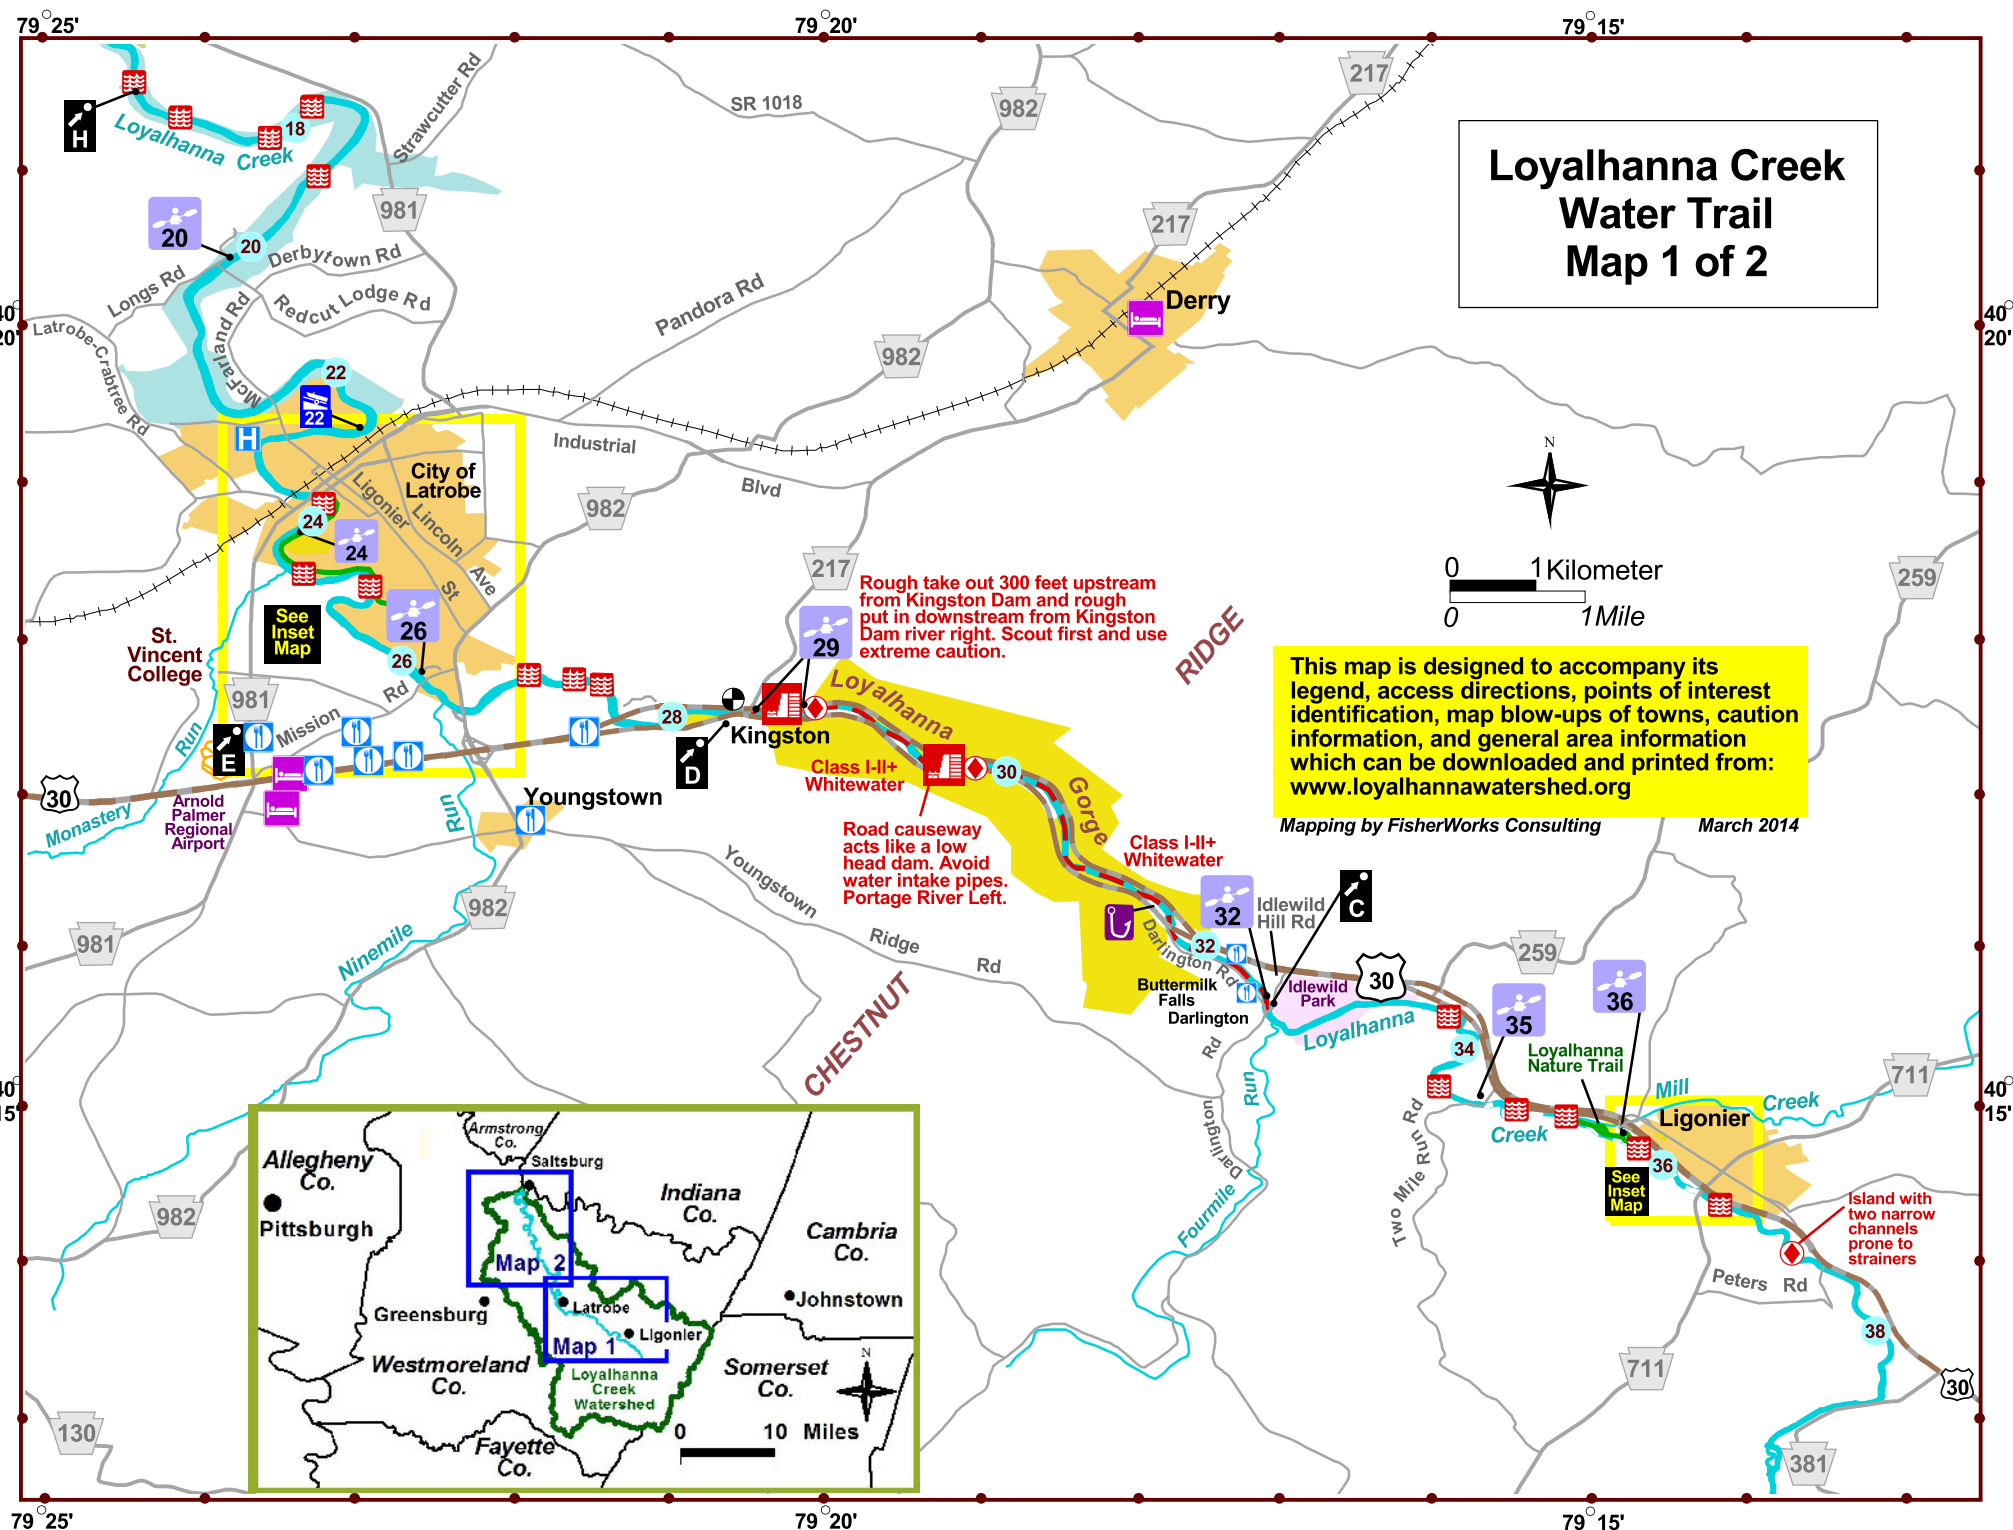 79° 25'
79° 20'
79° 15'
Loyalhanna Creek
Water Trail
Map 1 of 2
H
Loyalhanna Creek
18
Strawcutter Rd
SR 1018
982
217
981
20
20
Derbytown Rd
Longs Rd
Redcut Lodge Rd
McFarland Rd
Latrobe-Crabtree Rd
Pandora Rd
217
Derry
982
40°
20'
40°
20'
22
22
H
City of
Latrobe
Industrial
Blvd
Ligonier
St
Lincoln
Ave
24
24
982
N
0 1 Kilometer
0 1 Mile
259
217
Rough take out 300 feet upstream
from Kingston Dam and rough
put in downstream from Kingston
Dam river right. Scout first and use
extreme caution.
See
Inset
Map
26
26
29
St.
Vincent
College
RIDGE
This map is designed to accompany its
legend, access directions, points of interest
identification, map blow-ups of towns, caution
information, and general area information
which can be downloaded and printed from:
www.loyalhannawatershed.org
Mapping by FisherWorks Consulting
March 2014
981
Mission
Rd
28
Kingston
D
E
Loyalhanna
Gorge
Class I-II+
Whitewater
30
30
Monastery
Run
Arnold
Palmer
Regional
Airport
Youngstown
Run
Road causeway
acts like a low
head dam. Avoid
water intake pipes.
Portage River Left.
Class I-II+
Whitewater
Youngstown
Ridge
Rd
982
981
Ninemile
32
Idlewild
Hill Rd
C
32
Darlington Rd
Buttermilk
Falls
Darlington
Idlewild
Park
30
259
36
35
Loyalhanna
34
Loyalhanna
Nature Trail
CHESTNUT
Rd
Run
Darlington
Fourmile
Two Mile Run Rd
Creek
Mill
Creek
711
Ligonier
40°
15'
40°
15'
36
See
Inset
Map
Island with
two narrow
channels
prone to
strainers
Peters Rd
38
711
30
381
982
130
Armstrong
Co.
Allegheny
Co.
Pittsburgh
Saltsburg
Indiana
Co.
Cambria
Co.
Map 2
Greensburg
Latrobe
Ligonier
Map 1
Johnstown
Westmoreland
Co.
Loyalhanna
Creek
Watershed
Somerset
Co.
N
Fayette
Co.
0 10 Miles
79° 25'
79° 20'
79° 15'